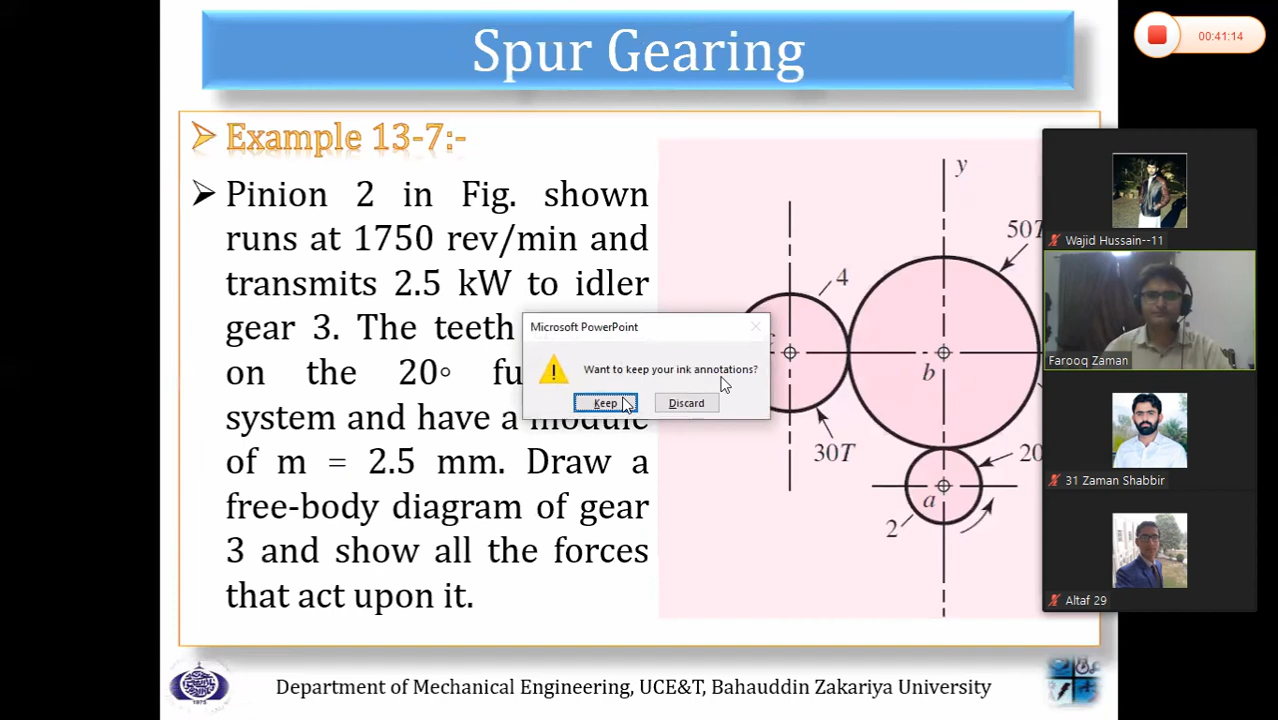 Spur Gearing
00:41:14
Example 13-7:-
Pinion 2 in Fig. shown
runs at 1750 rev/min and
transmits 2.5 kW to idler
gear 3. The teeth
on the 20◦ fu
system and have a module
of m = 2.5 mm. Draw a
free-body diagram of gear
3 and show all the forces
that act upon it.
y
50T
4
b
30T
20
a
2
Microsoft PowerPoint
Want to keep your ink annotations?
Keep
Discard
Wajid Hussain--11
Farooq Zaman
31 Zaman Shabbir
Altaf 29
Department of Mechanical Engineering, UCE&T, Bahauddin Zakariya University